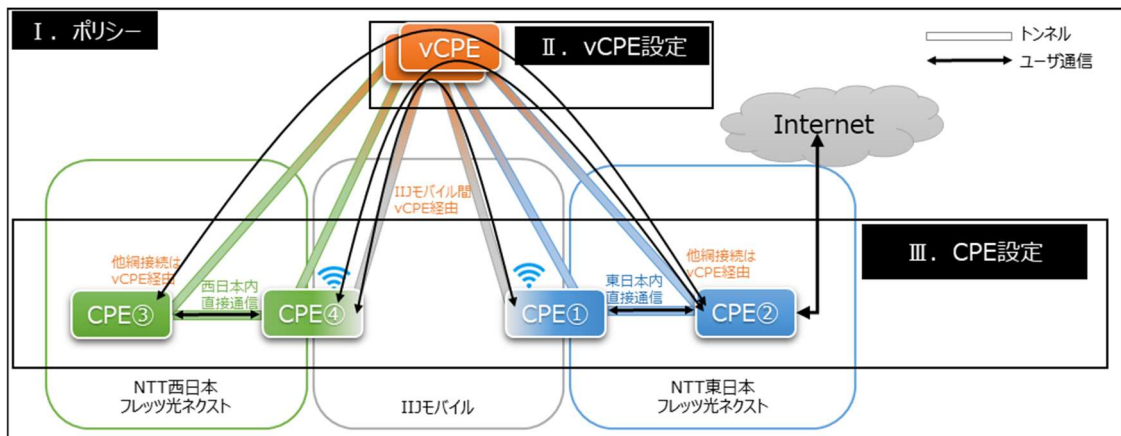 Ⅰ．ポリシー
vCPE
Ⅱ．vCPE設定
トンネル
ユーザ通信
Internet
IIJモバイル間
vCPE経由
Ⅲ．CPE設定
他網接続は
vCPE経由
西日本内
直接通信
東日本内
直接通信
他網接続は
vCPE経由
CPE③
CPE④
CPE①
CPE②
NTT西日本
フレッツ光ネクスト
IIJモバイル
NTT東日本
フレッツ光ネクスト